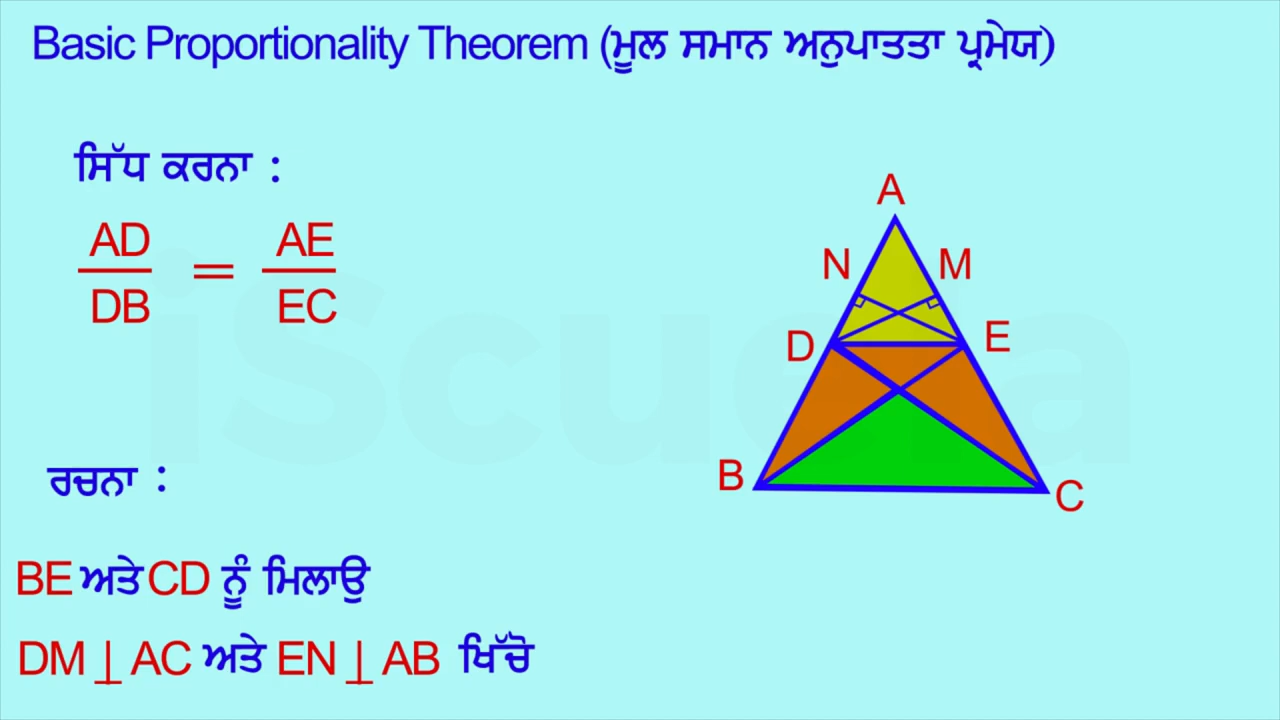 Basic Proportionality Theorem (ਮੂਲ ਸਮਾਨ ਅਨੁਪਾਤਤਾ ਪ੍ਰਮੇਯ)
ਸਿੱਧ ਕਰਨਾ :
AD = AE
DB EC
A
N M
D E
B C
ਰਚਨਾ :
BE ਅਤੇ CD ਨੂੰ ਮਿਲਾਉ
DM ⊥ AC ਅਤੇ EN ⊥ AB ਖਿੱਚੋ
iScuela